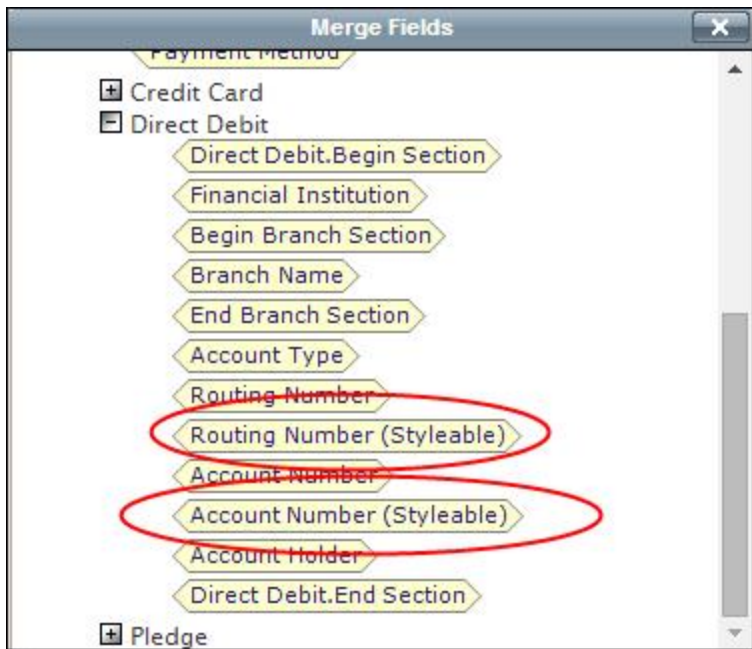 Merge Fields
Payment Method
Credit Card
Direct Debit
Direct Debit.Begin Section
Financial Institution
Begin Branch Section
Branch Name
End Branch Section
Account Type
Routing Number
Routing Number (Styleable)
Account Number
Account Number (Styleable)
Account Holder
Direct Debit.End Section
Pledge